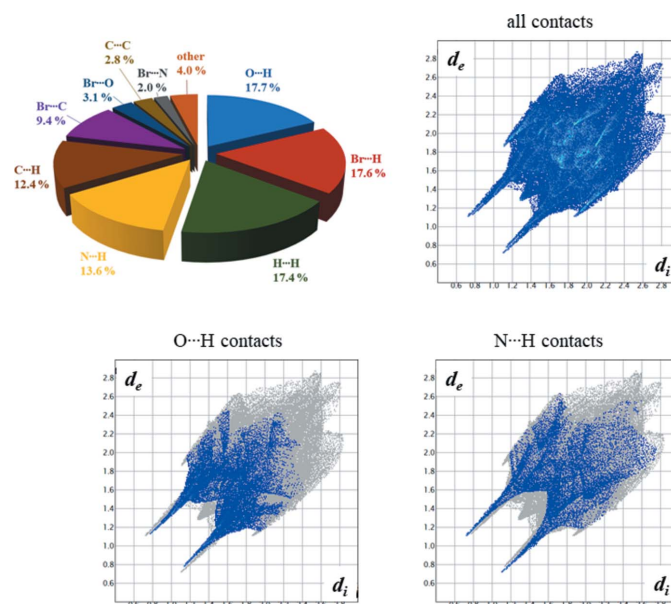 C···C
2.8 %
other
4.0 %
Br···N
2.0 %
Br···O
3.1 %
O···H
17.7 %
Br···C
9.4 %
Br···H
17.6 %
C···H
12.4 %
N···H
13.6 %
H···H
17.4 %
all contacts
de
2.8
2.6
2.4
2.2
2.0
1.8
1.6
1.4
1.2
1.0
0.8
0.6
di
0.6 0.8 1.0 1.2 1.4 1.6 1.8 2.0 2.2 2.4 2.6 2.8
O···H contacts
de
2.8
2.6
2.4
2.2
2.0
1.8
1.6
1.4
1.2
1.0
0.8
0.6
di
N···H contacts
de
2.8
2.6
2.4
2.2
2.0
1.8
1.6
1.4
1.2
1.0
0.8
0.6
di